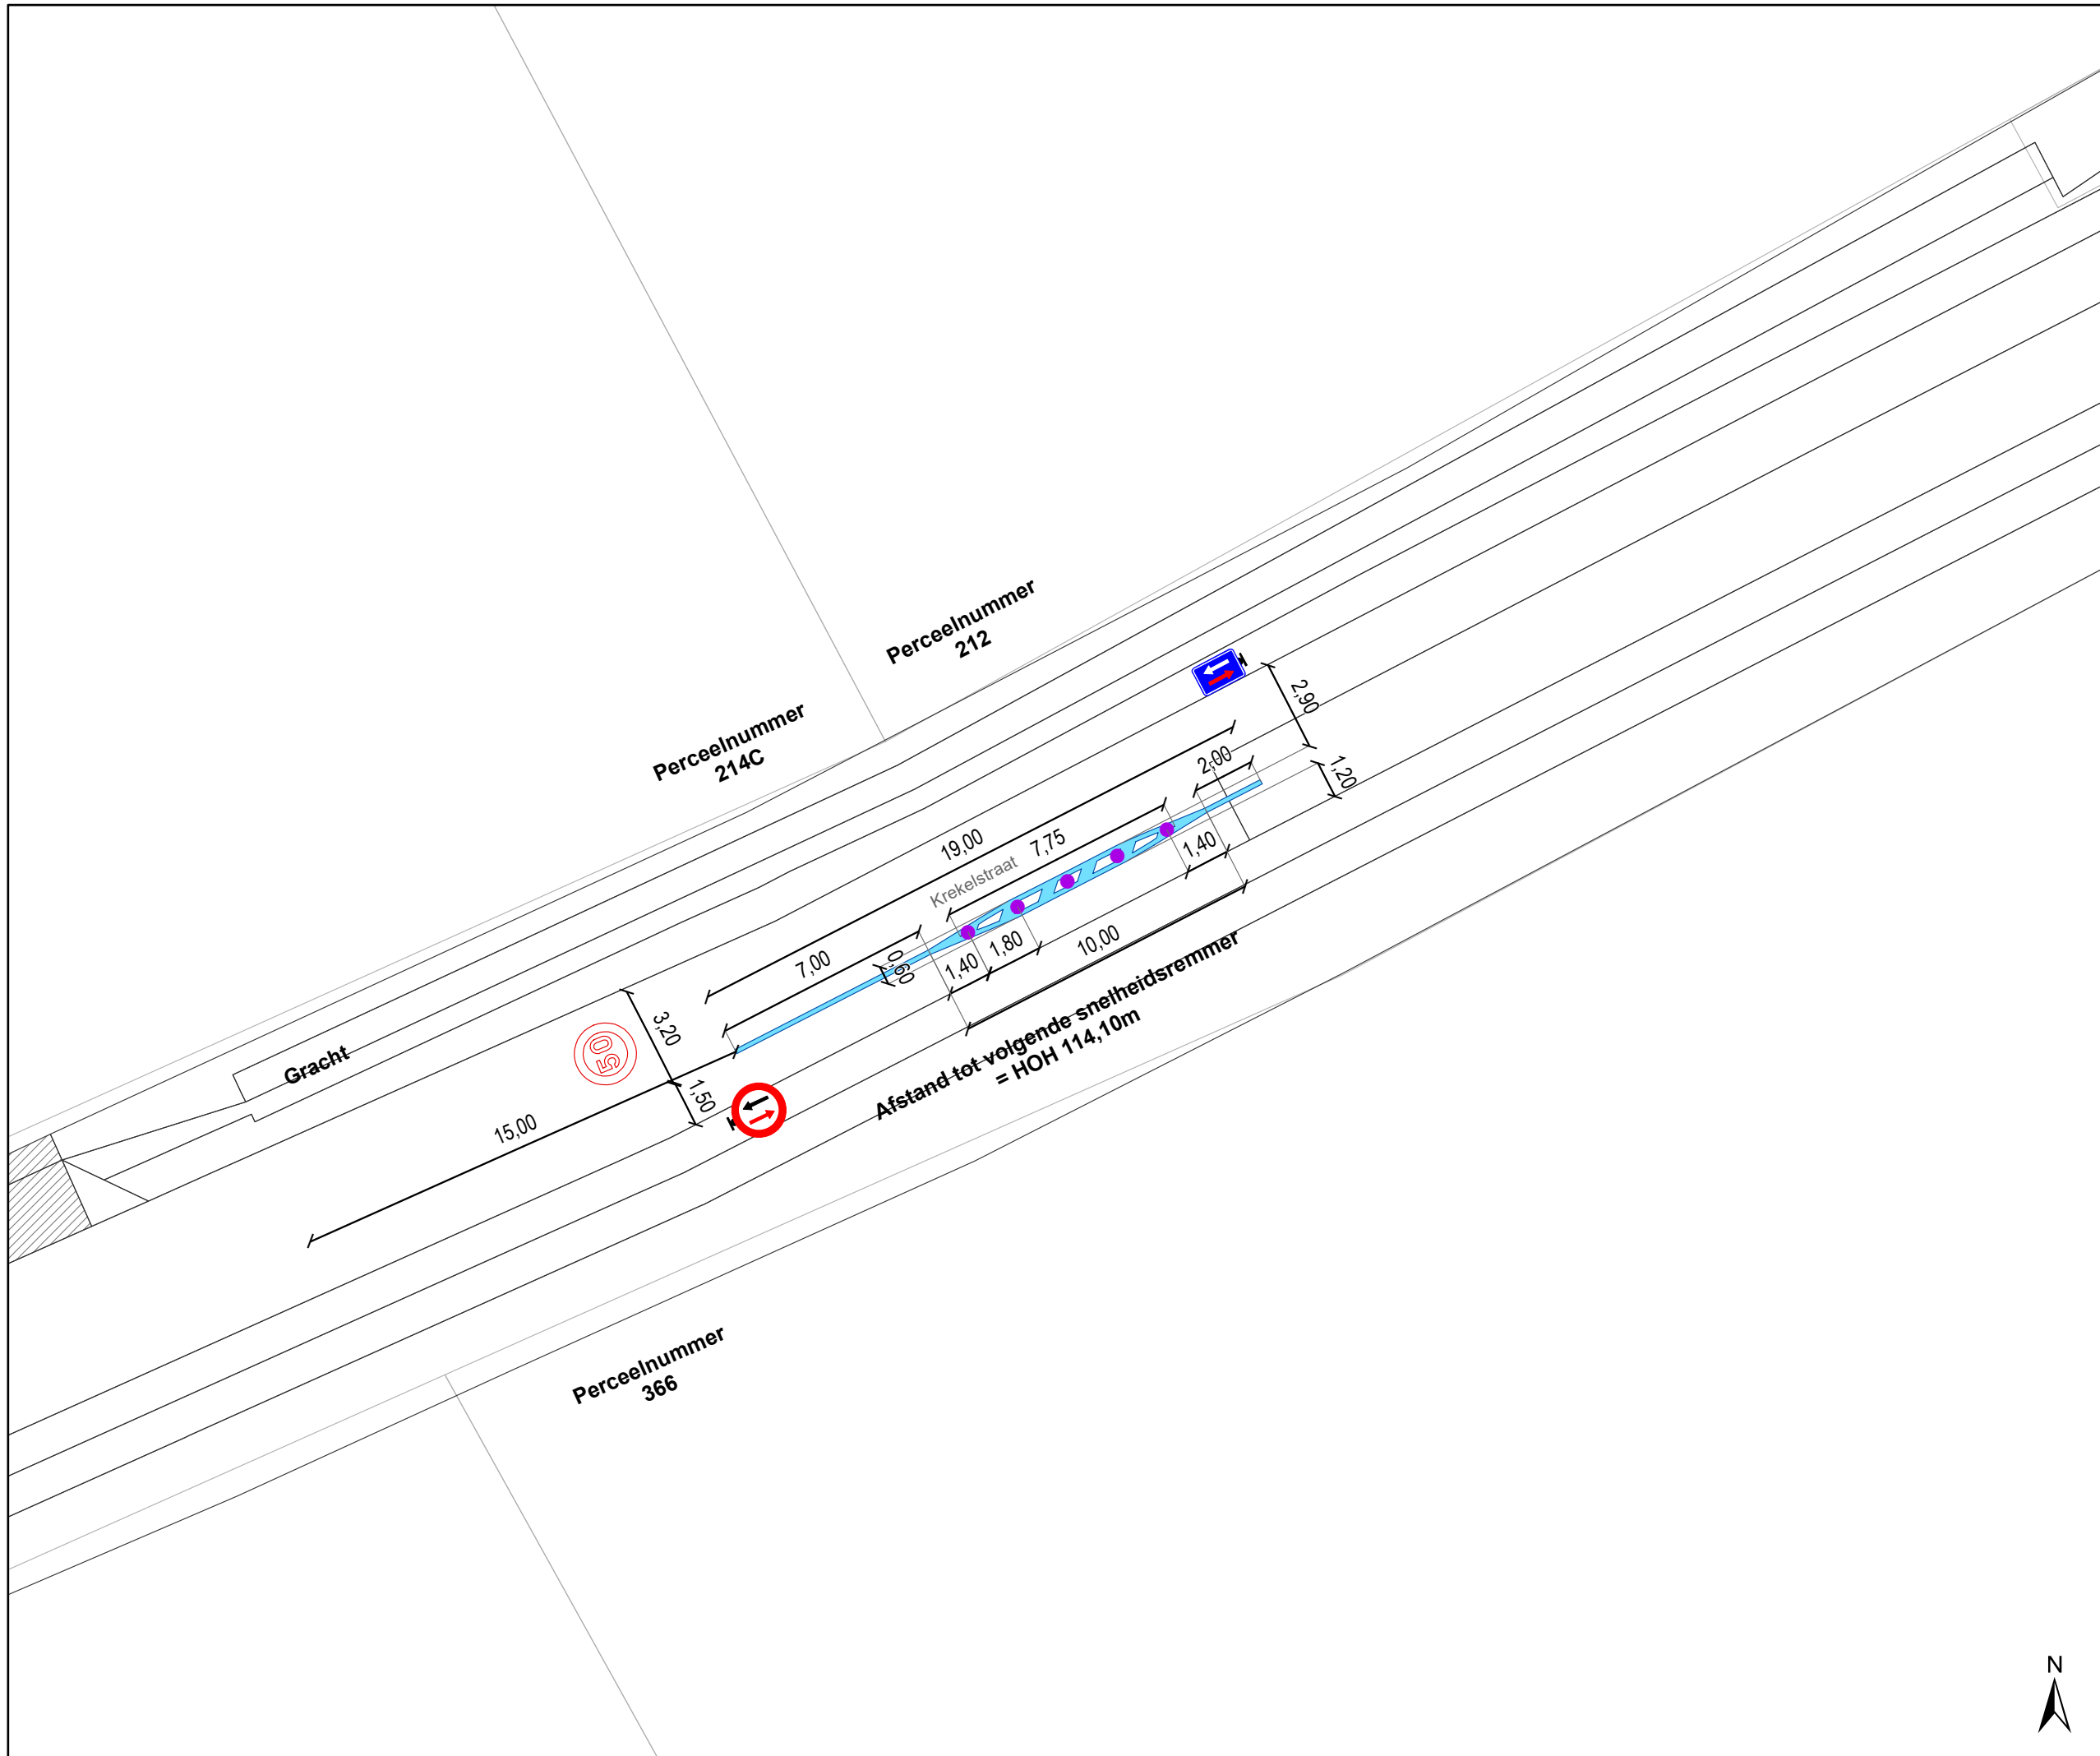 Perceelnummer
212
Perceelnummer
214C
2,90
2,00
1,20
19,00
7,75
1,40
Krekelstraat
7,00
0,60
1,40
1,80
10,00
Afstand tot volgende snelheidsremmer
= HOH 114,10m
3,20
50
Gracht
1,50
15,00
Perceelnummer
366
N